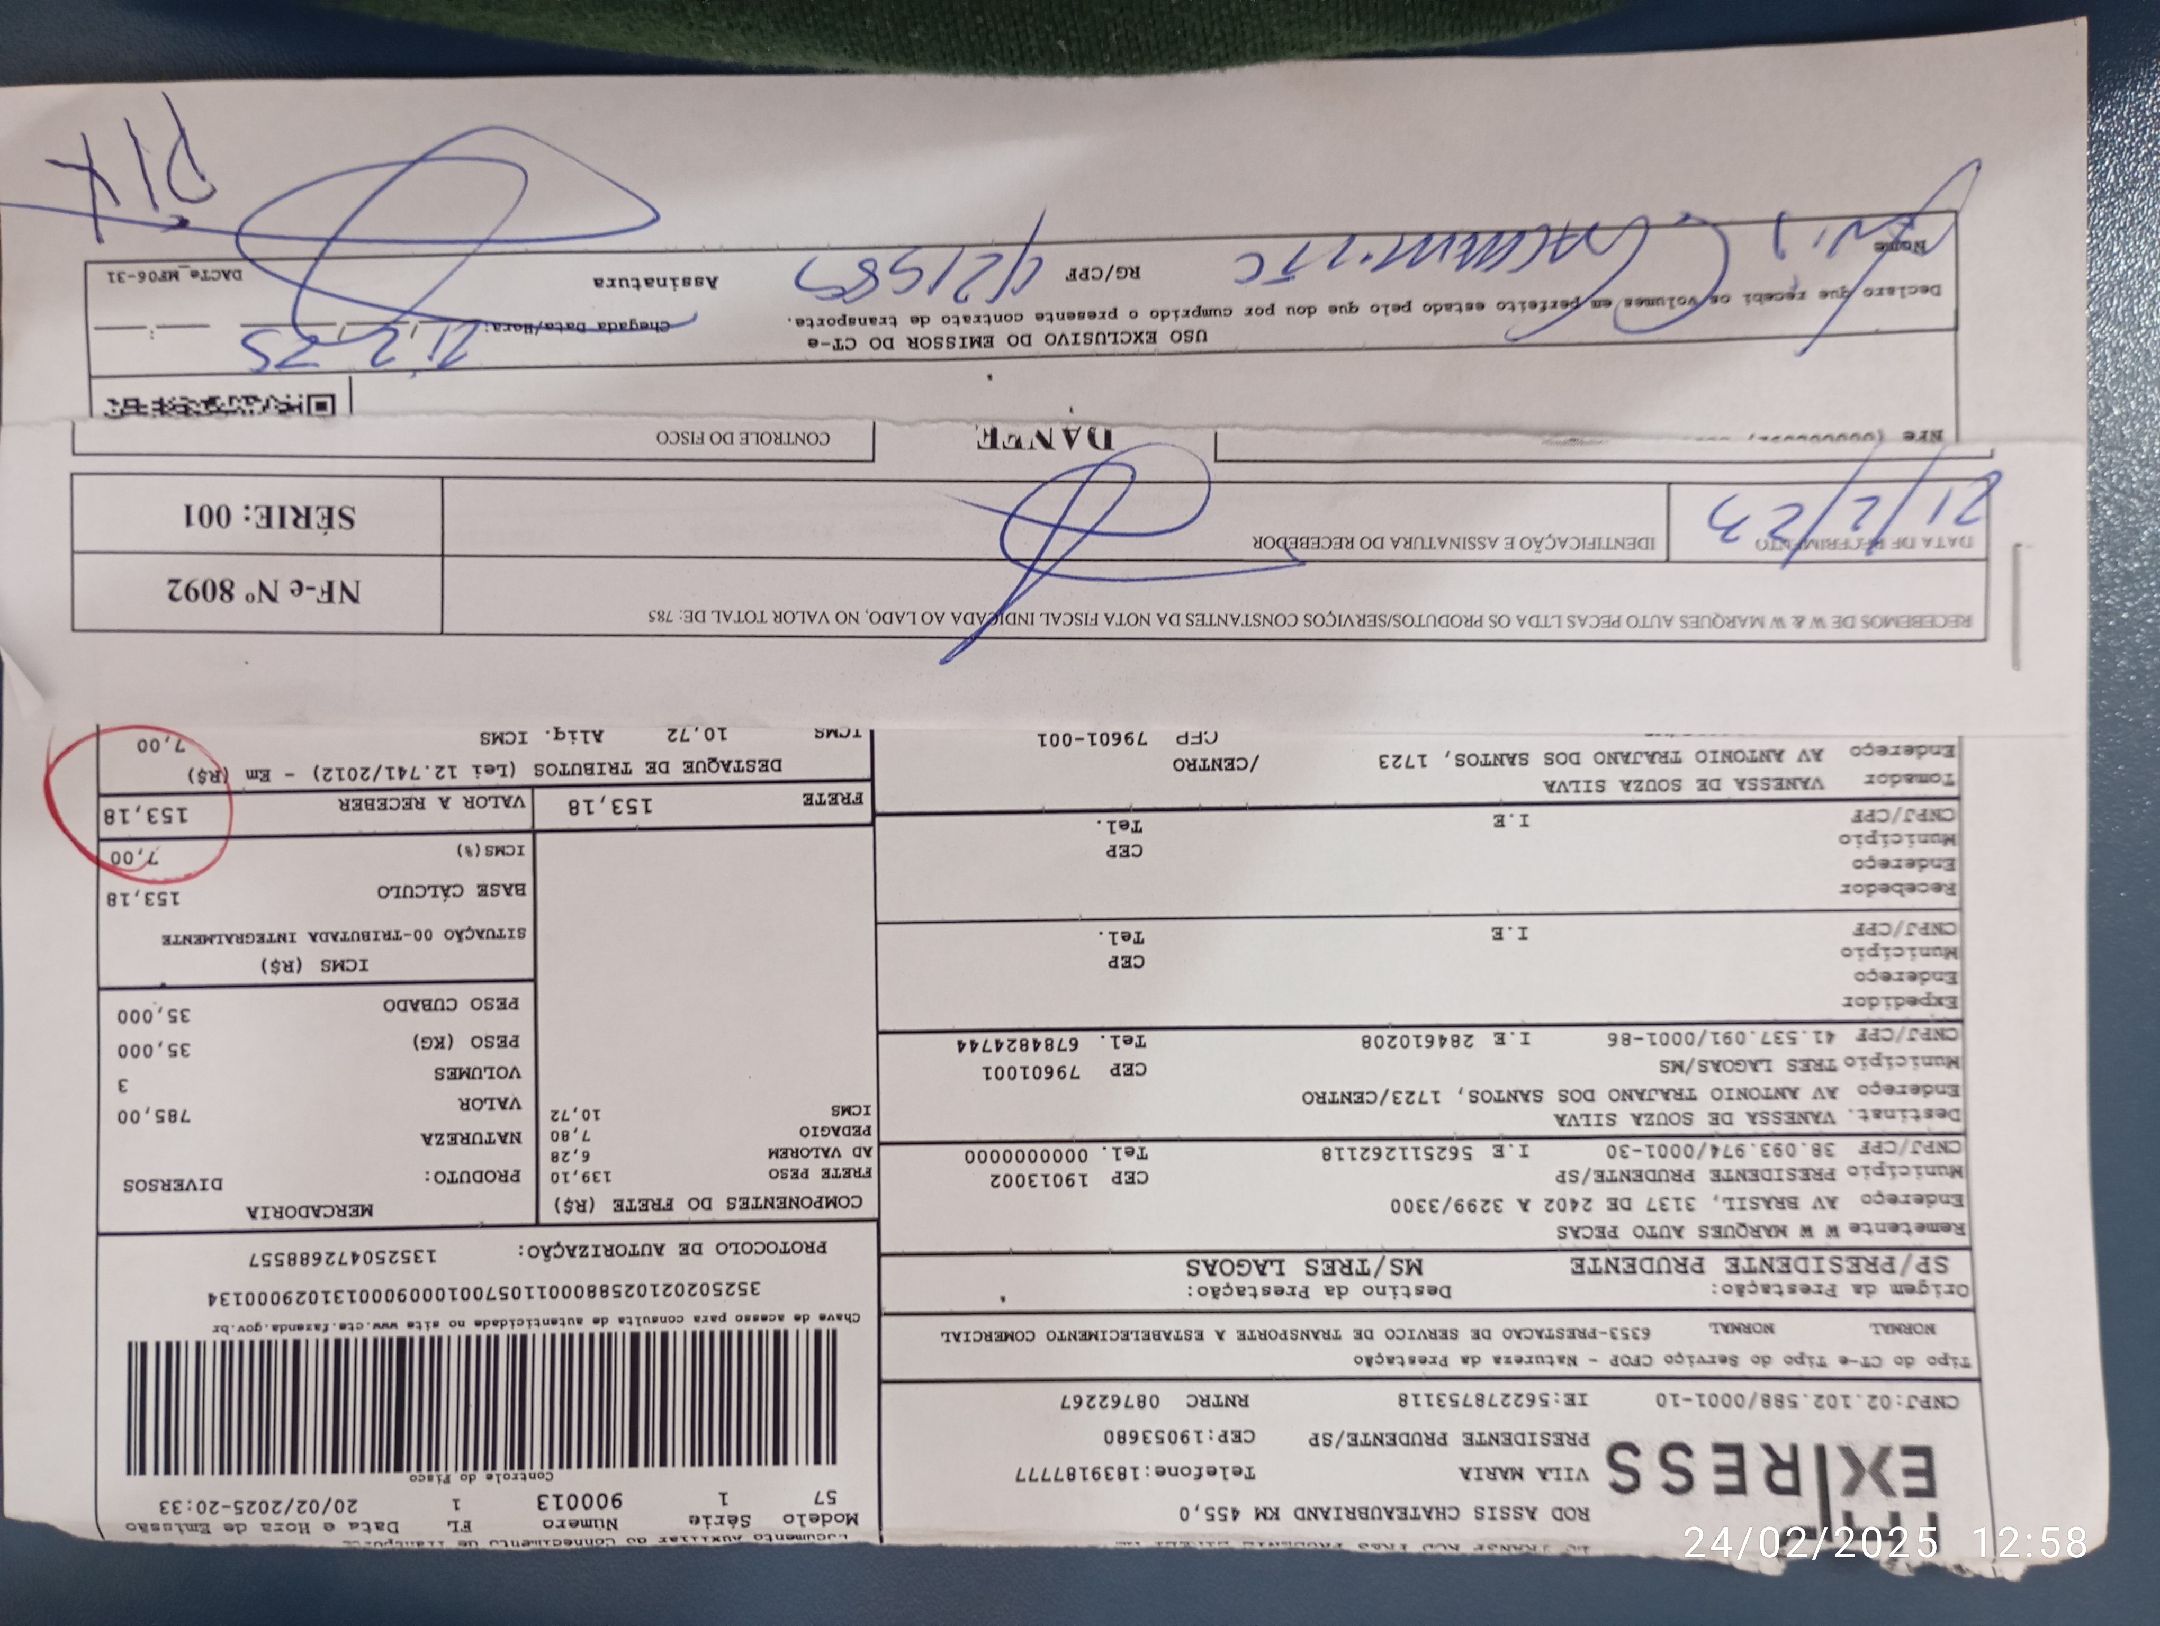 Documento Auxiliar do Conhecimento de Transporte
EXPRESS
ROD ASSIS CHATEAUBRIAND KM 455,0
VILA MARIA Telefone:1839187777
PRESIDENTE PRUDENTE/SP CEP:19053680
CNPJ:02.102.588/0001-10 IE:562278753118 RNTRC 08762267
Modelo Série Número FL Data e Hora de Emissão
57 1 900013 1 20/02/2025-20:33
Controle do Fisco
Chave de acesso para consulta de autenticidade no site www.cte.fazenda.gov.br
35250202102588000110570010009000131029000134
PROTOCOLO DE AUTORIZAÇÃO: 135250472688557
Tipo do CT-e Tipo do Serviço CFOP - Natureza da Prestação
NORMAL NORMAL 6353-PRESTACAO DE SERVICO DE TRANSPORTE A ESTABELECIMENTO COMERCIAL
Origem da Prestação: Destino da Prestação:
SP/PRESIDENTE PRUDENTE MS/TRES LAGOAS
Remetente W W MARQUES AUTO PECAS
Endereço AV BRASIL, 3137 DE 2402 A 3299/3300
Município PRESIDENTE PRUDENTE/SP CEP 19013002
CNPJ/CPF 38.093.974/0001-30 I.E 562511262118 Tel. 0000000000
Destinat. VANESSA DE SOUZA SILVA
Endereço AV ANTONIO TRAJANO DOS SANTOS, 1723/CENTRO
Município TRES LAGOAS/MS CEP 79601001
CNPJ/CPF 41.537.091/0001-86 I.E 284610208 Tel. 6784824744
Expedidor
Endereço
Município CEP
CNPJ/CPF I.E Tel.
Recebedor
Endereço
Município CEP
CNPJ/CPF I.E Tel.
Tomador VANESSA DE SOUZA SILVA
Endereço AV ANTONIO TRAJANO DOS SANTOS, 1723 /CENTRO
CEP 79601-001
COMPONENTES DO FRETE (R$)
FRETE PESO 139,10
AD VALOREM 6,28
PEDAGIO 7,80
ICMS 10,72
MERCADORIA
PRODUTO: DIVERSOS
NATUREZA
VALOR 785,00
VOLUMES 3
PESO (KG) 35,000
PESO CUBADO 35,000
ICMS (R$)
SITUAÇÃO 00-TRIBUTADA INTEGRALMENTE
BASE CÁLCULO 153,18
ICMS(%) 7,00
FRETE 153,18 VALOR A RECEBER 153,18
DESTAQUE DE TRIBUTOS (Lei 12.741/2012) - Em (R$)
ICMS 10,72 Aliq. ICMS 7,00
RECEBEMOS DE W & W MARQUES AUTO PECAS LTDA OS PRODUTOS/SERVIÇOS CONSTANTES DA NOTA FISCAL INDICADA AO LADO, NO VALOR TOTAL DE: 785
NF-e Nº 8092
DATA DE RECEBIMENTO IDENTIFICAÇÃO E ASSINATURA DO RECEBEDOR
SÉRIE: 001
21/2/23
DANFE
CONTROLE DO FISCO
USO EXCLUSIVO DO EMISSOR DO CT-e
Declaro que recebi os volumes em perfeito estado pelo que dou por cumprido o presente contrato de transporte.
Chegada Data/Hora: 21 2 25
Nome RG/CPF Assinatura
DACTe_MF06-31
PIX
24/02/2025 12:58